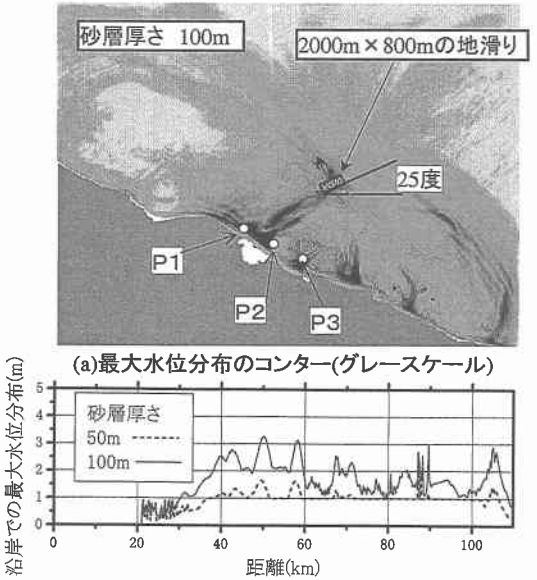 砂層厚さ 100m
2000m×800mの地滑り
25度
P1
P2
P3
(a)最大水位分布のコンター(グレースケール)
沿岸での最大水位分布(m)
5
4
3
2
1
0
砂層厚さ
50m
100m
0 20 40 60 80 100
距離(km)